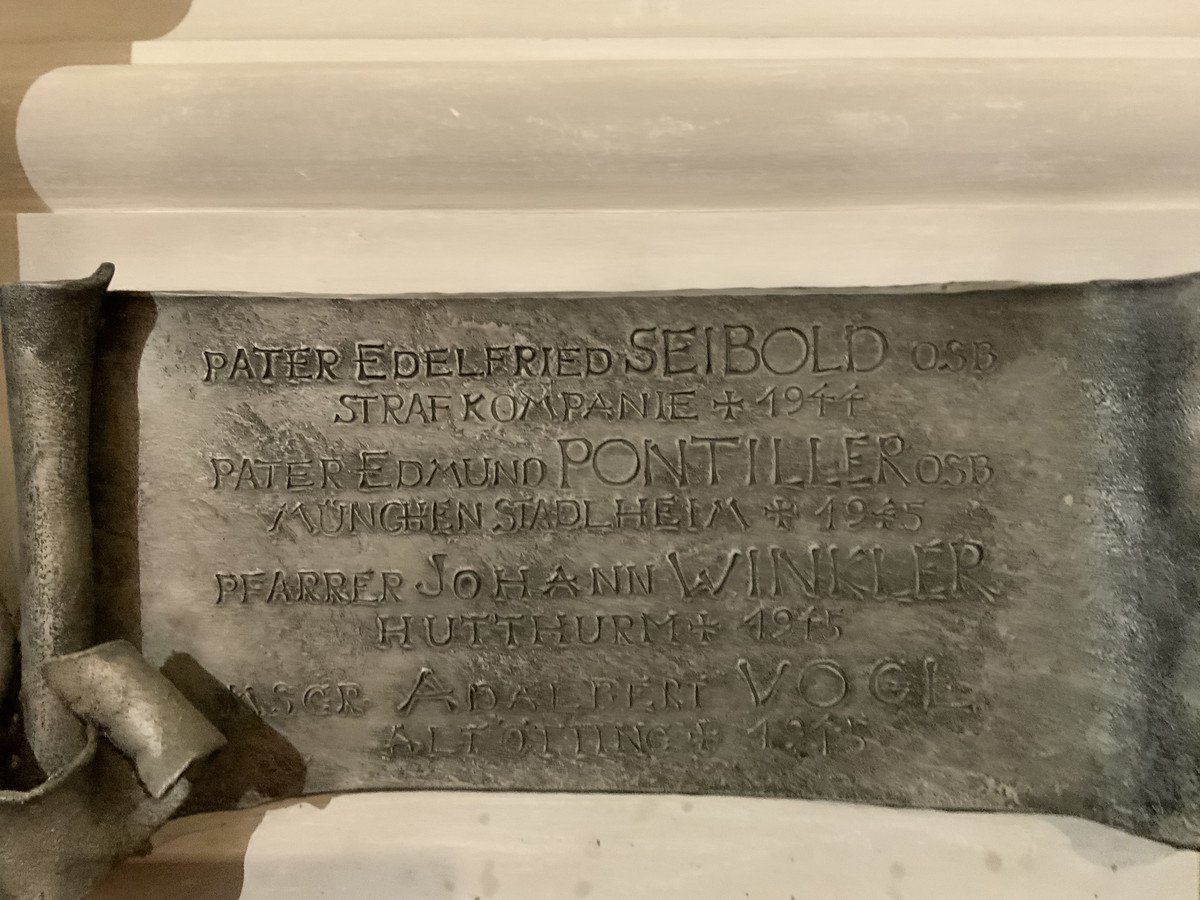 PATER EDELFRIED SEIBOLD OSB
STRAFKOMPANIE ✠ 1944
PATER EDMUND PONTILLER OSB
MÜNCHEN STADLHEIM ✠ 1945
PFARRER JOHANN WINKLER
HUTTHURM ✠ 1945
MSGR. ADALBERT VOGL
ALTÖTTING ✠ 1945